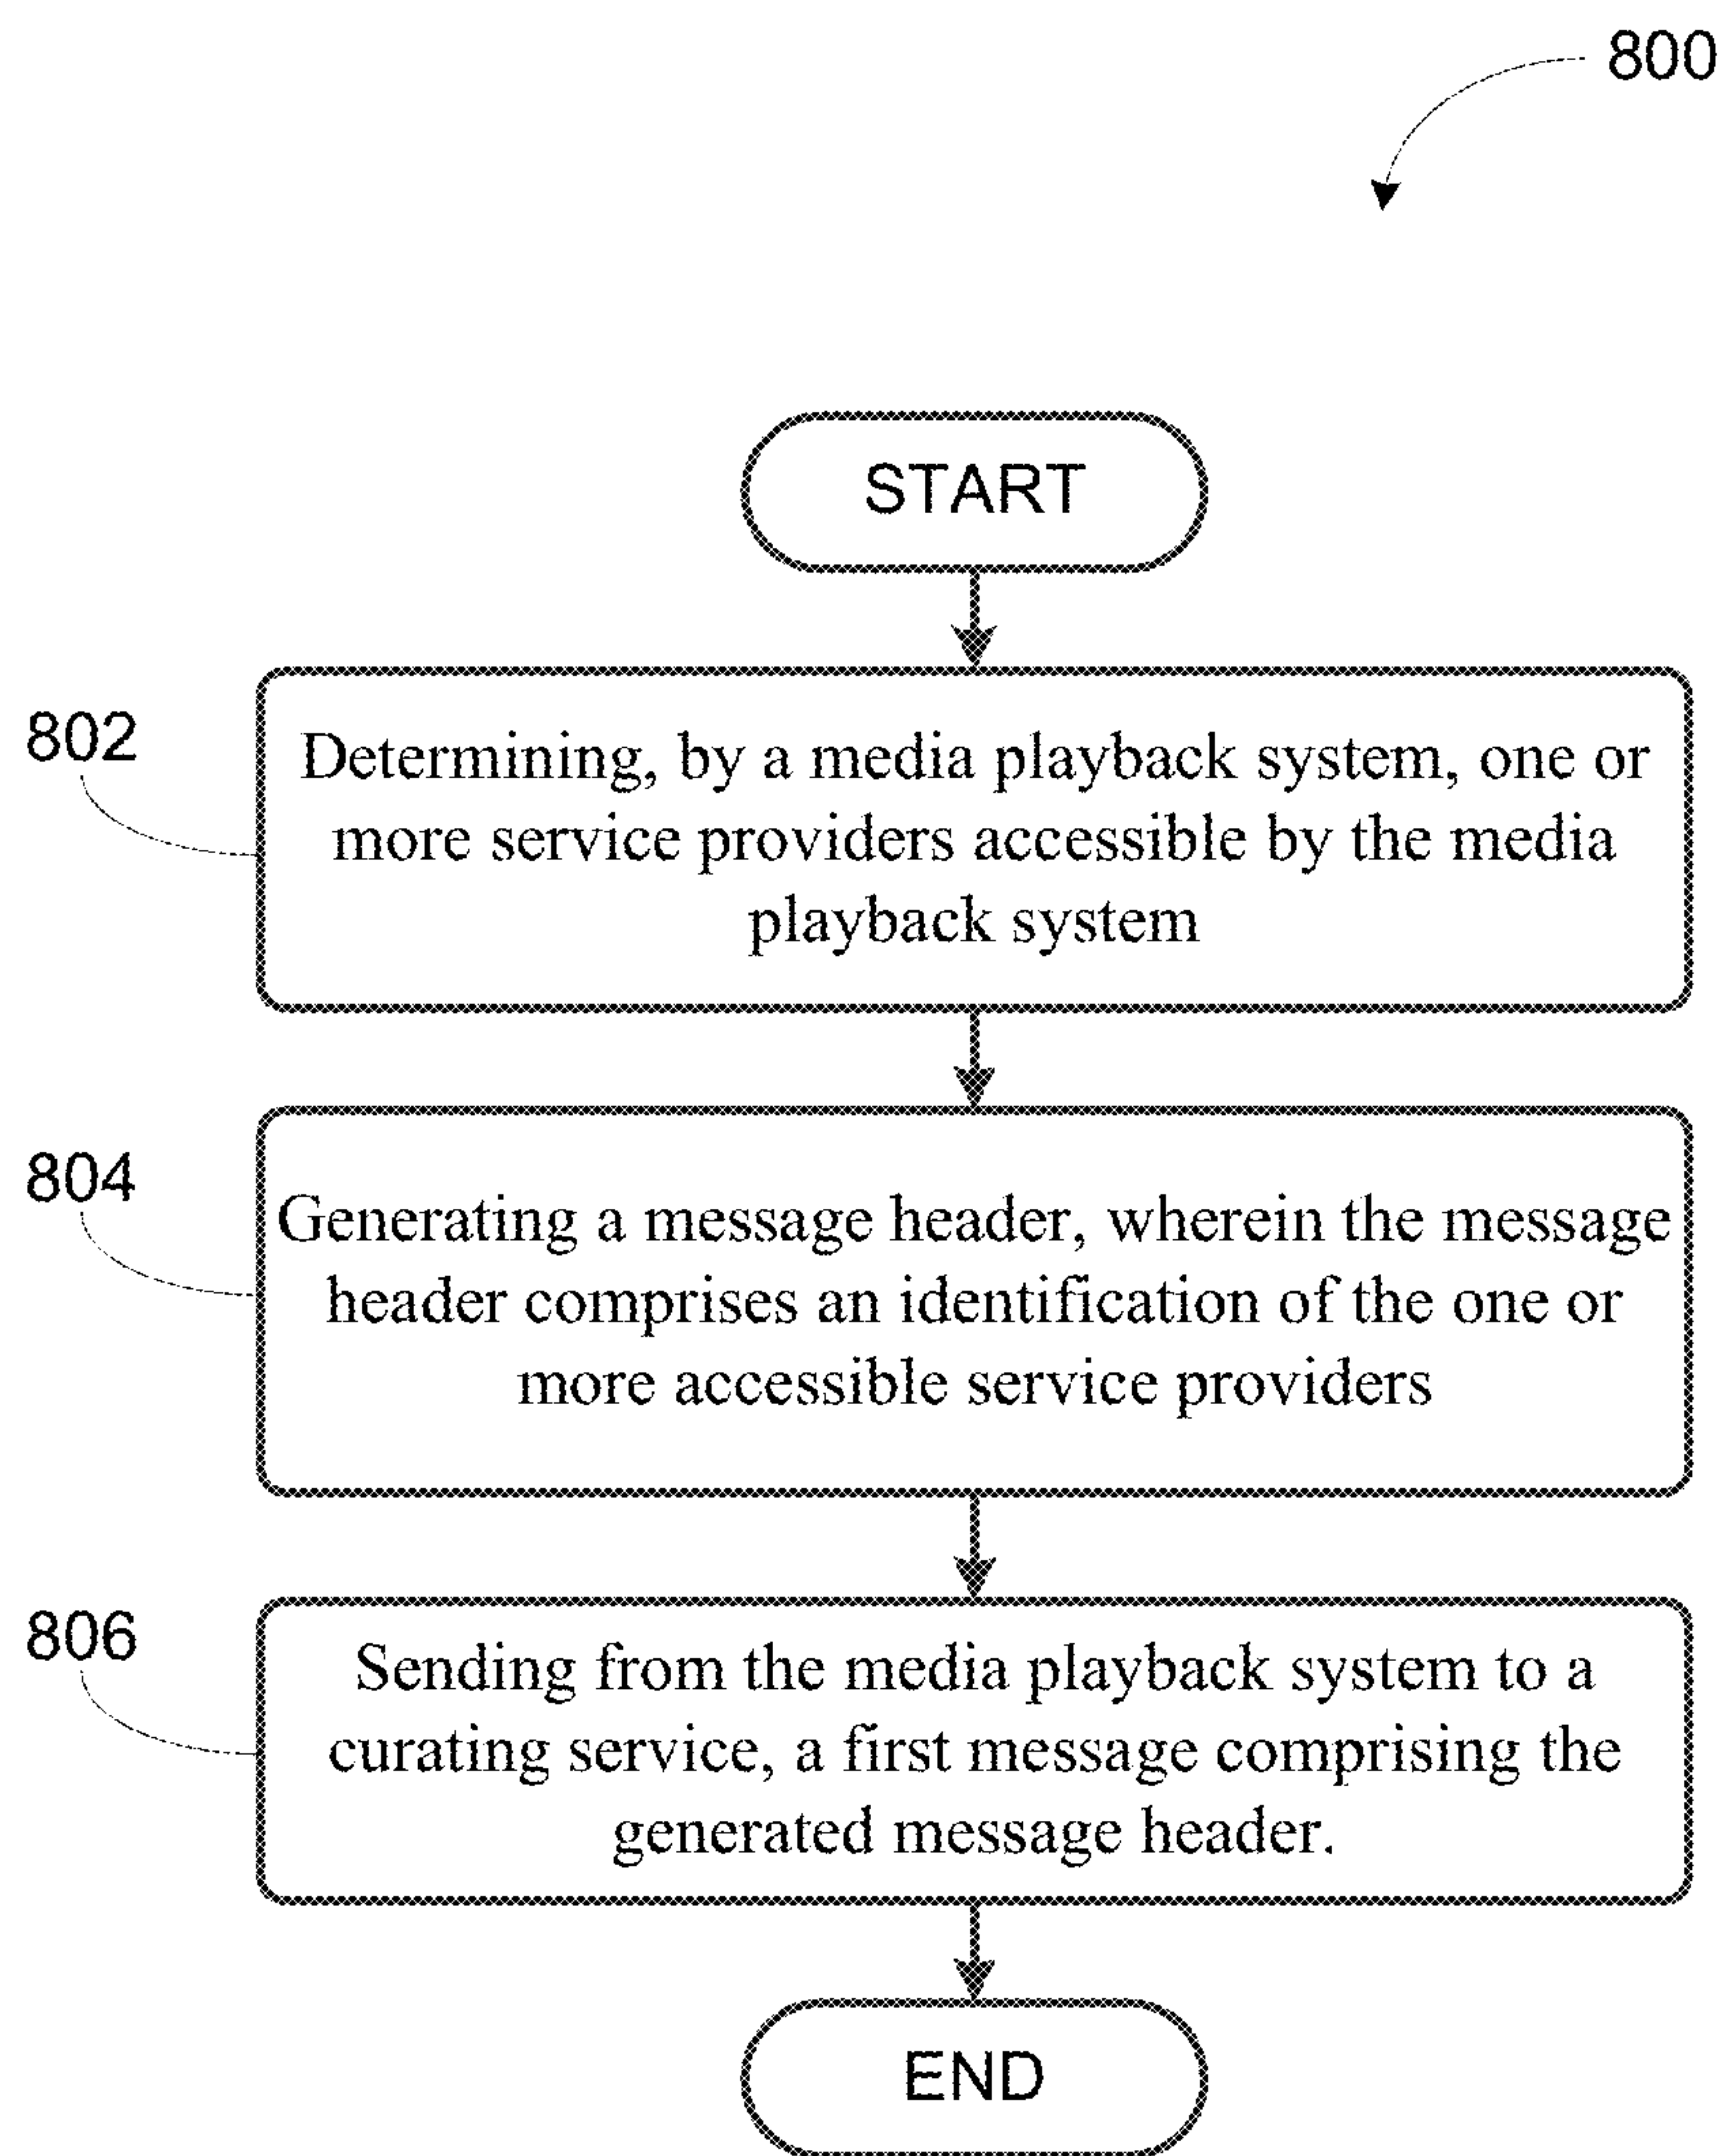 800
START
802
Determining, by a media playback system, one or
more service providers accessible by the media
playback system
804
Generating a message header, wherein the message
header comprises an identification of the one or
more accessible service providers
806
Sending from the media playback system to a
curating service, a first message comprising the
generated message header.
END